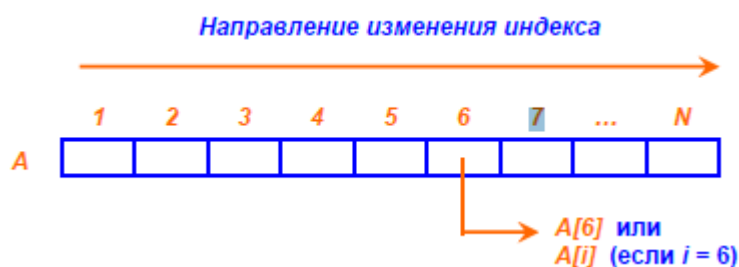 Направление изменения индекса
1 2 3 4 5 6 7 ... N
A
A[6] или
A[i] (если i = 6)